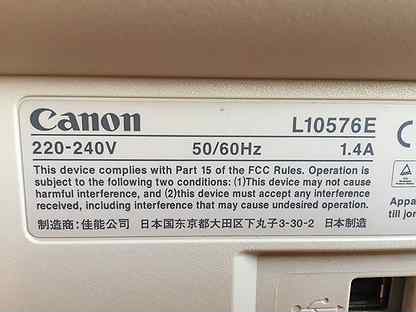 Canon L10576E
220-240V 50/60Hz 1.4A
This device complies with Part 15 of the FCC Rules. Operation is
subject to the following two conditions: (1)This device may not cause
harmful interference, and (2)this device must accept any interference
received, including interference that may cause undesired operation.
制造商:佳能公司 日本国东京都大田区下丸子3-30-2 日本制造
Appa
till jor